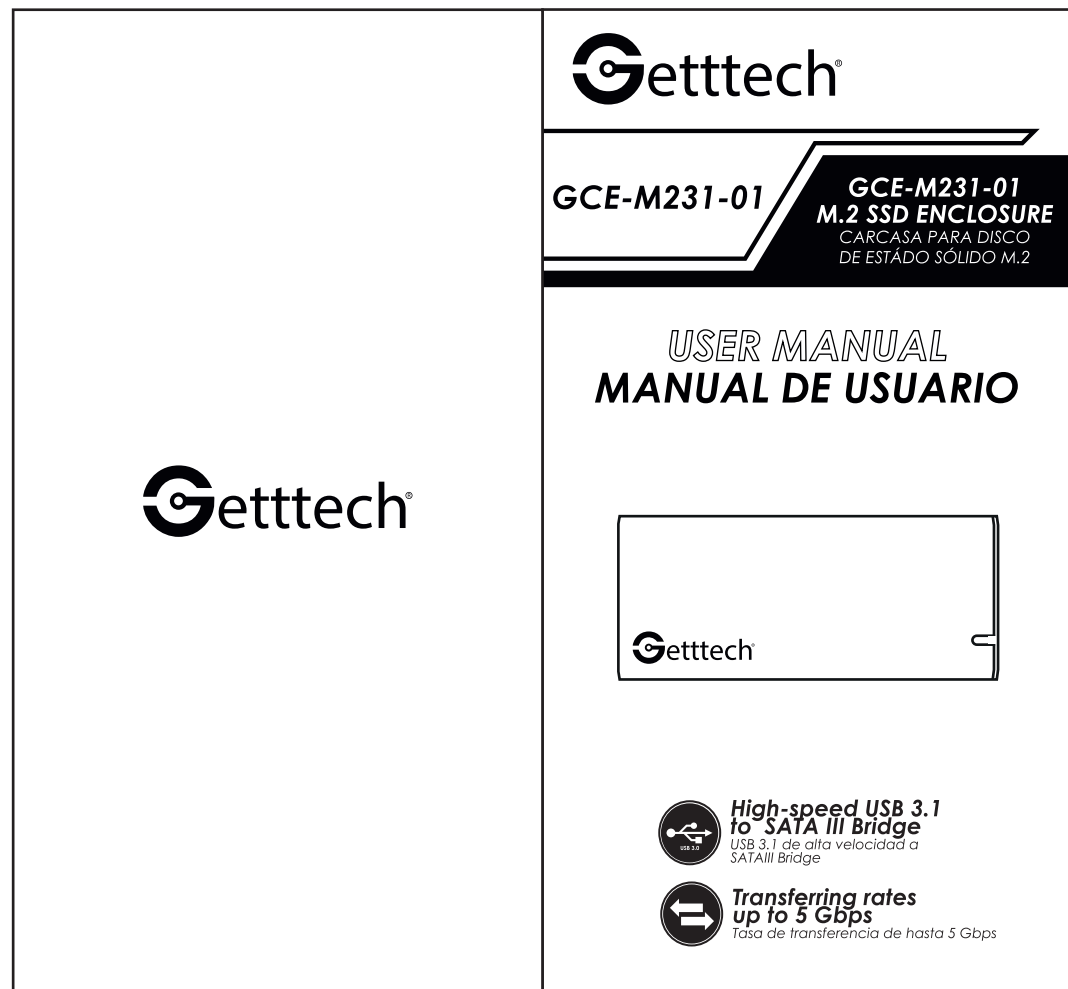 Getttech®
Getttech®
GCE-M231-01
GCE-M231-01
M.2 SSD ENCLOSURE
CARCASA PARA DISCO
DE ESTÁDO SÓLIDO M.2
USER MANUAL
MANUAL DE USUARIO
Getttech®
USB 3.0
High-speed USB 3.1
to SATA III Bridge
USB 3.1 de alta velocidad a
SATAIII Bridge
Transferring rates
up to 5 Gbps
Tasa de transferencia de hasta 5 Gbps